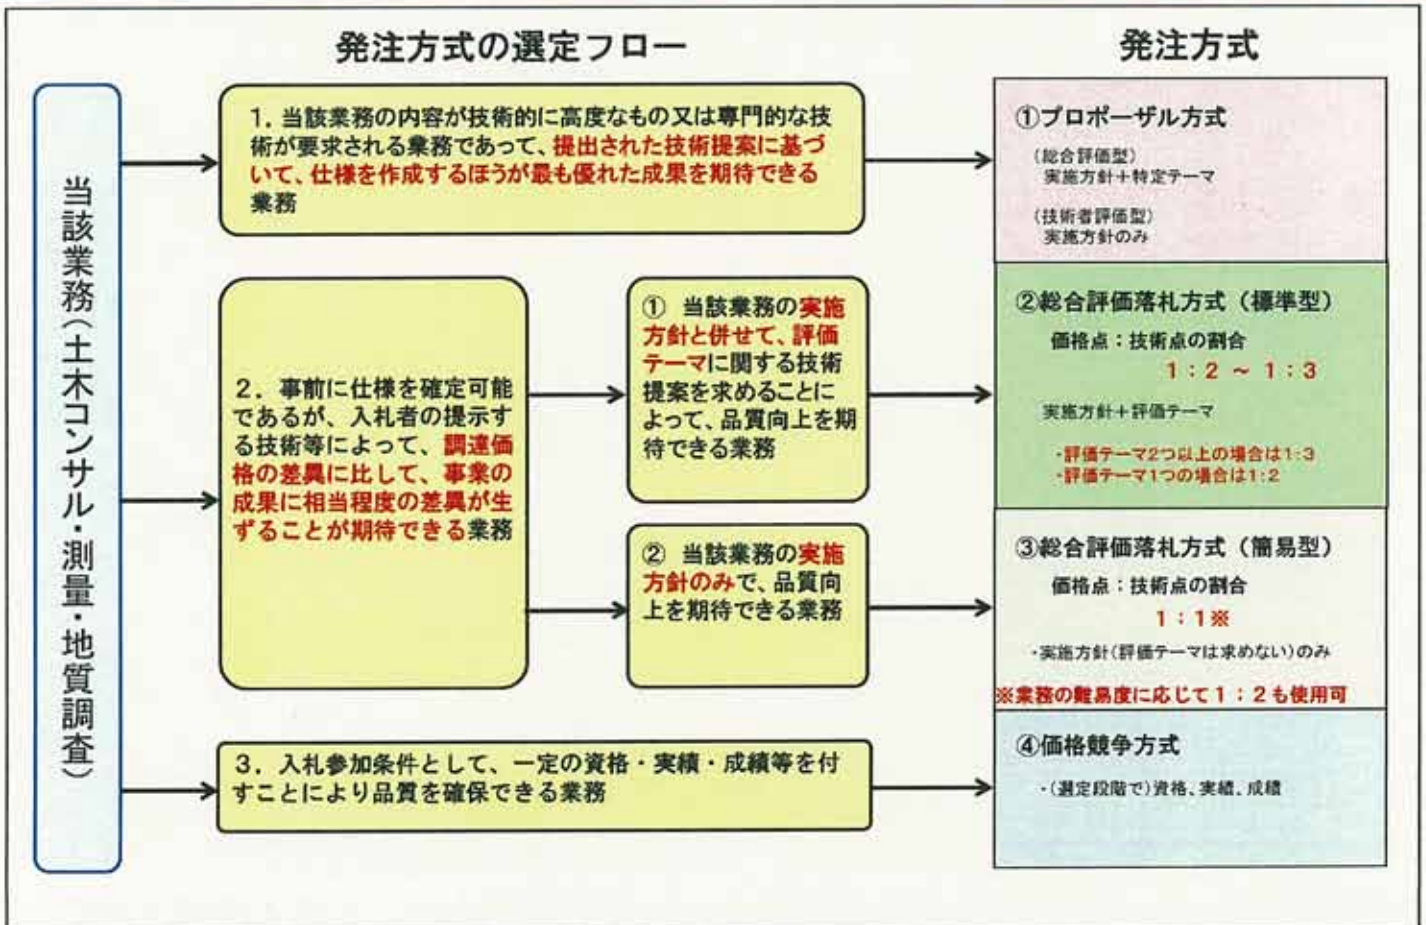 発注方式の選定フロー
発注方式
当該業務(土木コンサル・測量・地質調査)
1. 当該業務の内容が技術的に高度なもの又は専門的な技
術が要求される業務であって、提出された技術提案に基づ
いて、仕様を作成するほうが最も優れた成果を期待できる
業務
2. 事前に仕様を確定可能
であるが、入札者の提示す
る技術等によって、調達価
格の差異に比して、事業の
成果に相当程度の差異が生
ずることが期待できる業務
① 当該業務の実施
方針と併せて、評価
テーマに関する技術
提案を求めることに
よって、品質向上を期
待できる業務
② 当該業務の実施
方針のみで、品質向
上を期待できる業務
3. 入札参加条件として、一定の資格・実績・成績等を付
すことにより品質を確保できる業務
①プロポーザル方式
(総合評価型)
実施方針+特定テーマ
(技術者評価型)
実施方針のみ
②総合評価落札方式(標準型)
価格点:技術点の割合
1:2 ~ 1:3
実施方針+評価テーマ
・評価テーマ2つ以上の場合は1:3
・評価テーマ1つの場合は1:2
③総合評価落札方式(簡易型)
価格点:技術点の割合
1:1※
・実施方針(評価テーマは求めない)のみ
※業務の難易度に応じて1:2も使用可
④価格競争方式
・(選定段階で)資格、実績、成績